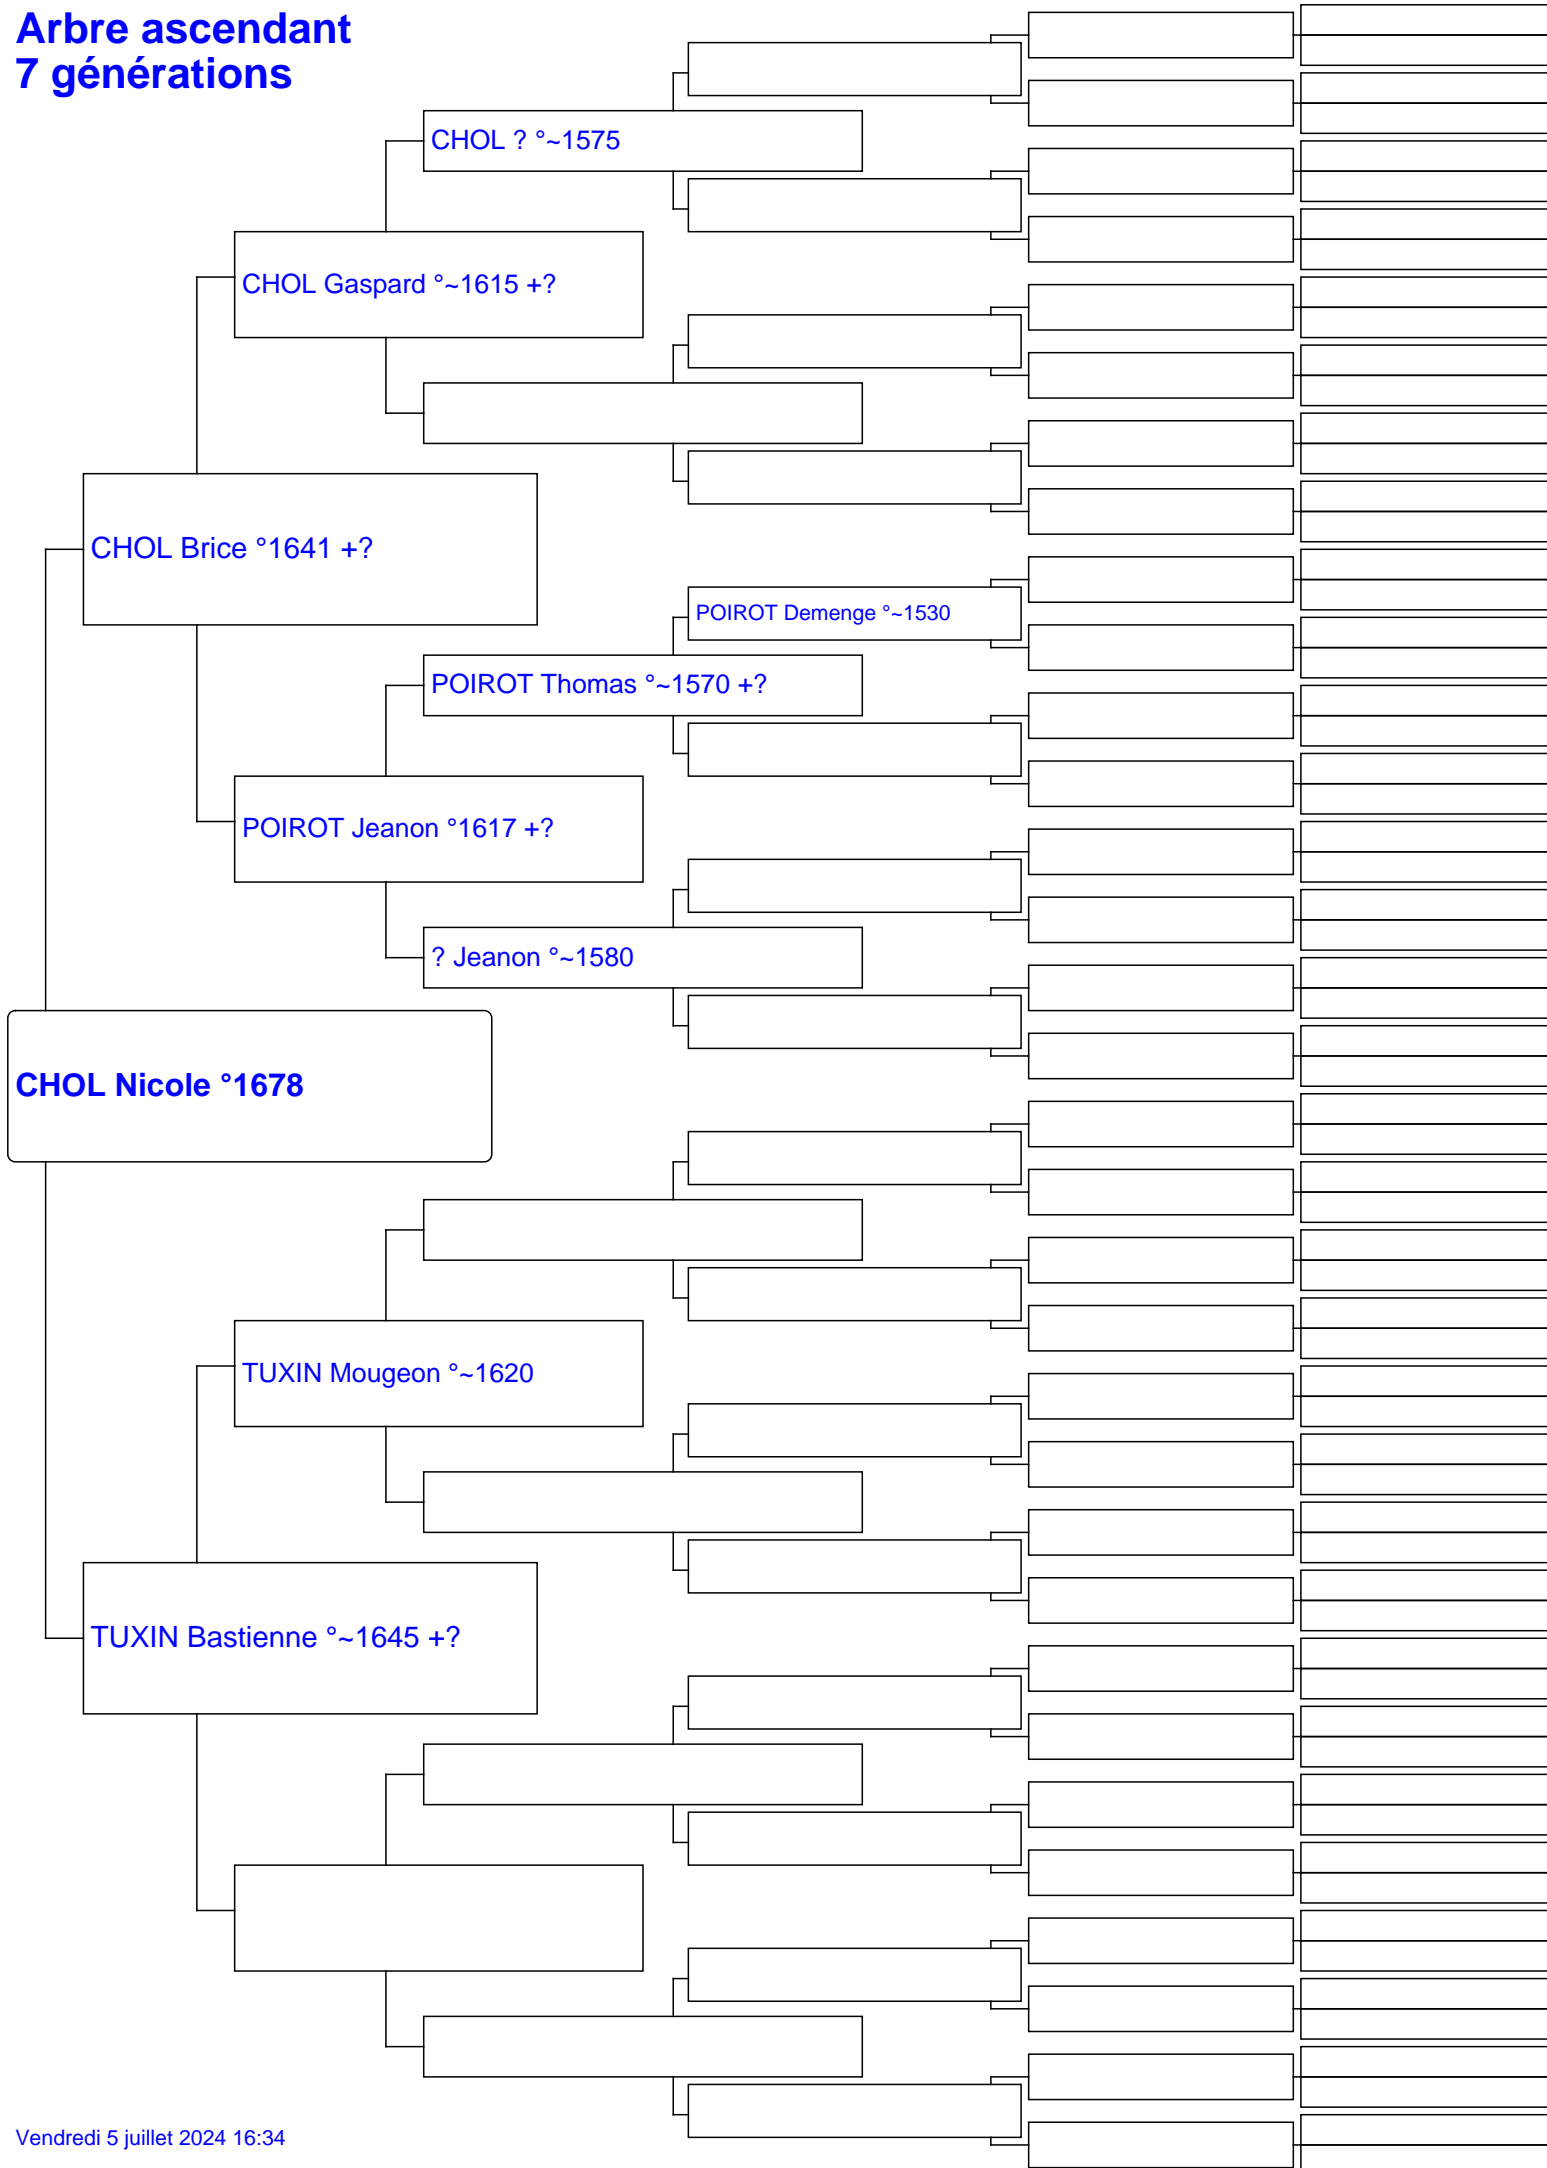 Arbre ascendant
7 générations
CHOL ? °~1575
CHOL Gaspard °~1615 +?
CHOL Brice °1641 +?
POIROT Demenge °~1530
POIROT Thomas °~1570 +?
POIROT Jeanon °1617 +?
? Jeanon °~1580
CHOL Nicole °1678
TUXIN Mougeon °~1620
TUXIN Bastienne °~1645 +?
Vendredi 5 juillet 2024 16:34